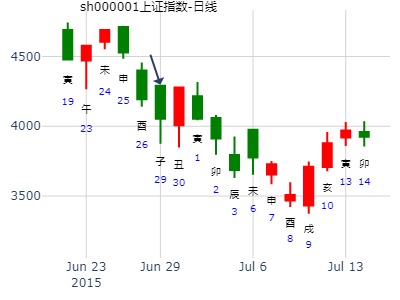 sh000001上证指数-日线
4500
4000
3500
寅
19
午
23
未
24
申
25
酉
26
子
29
丑
30
寅
1
卯
2
辰
3
未
6
申
7
酉
8
戌
9
亥
10
寅
13
卯
14
Jun 23
2015
Jun 29
Jul 6
Jul 13